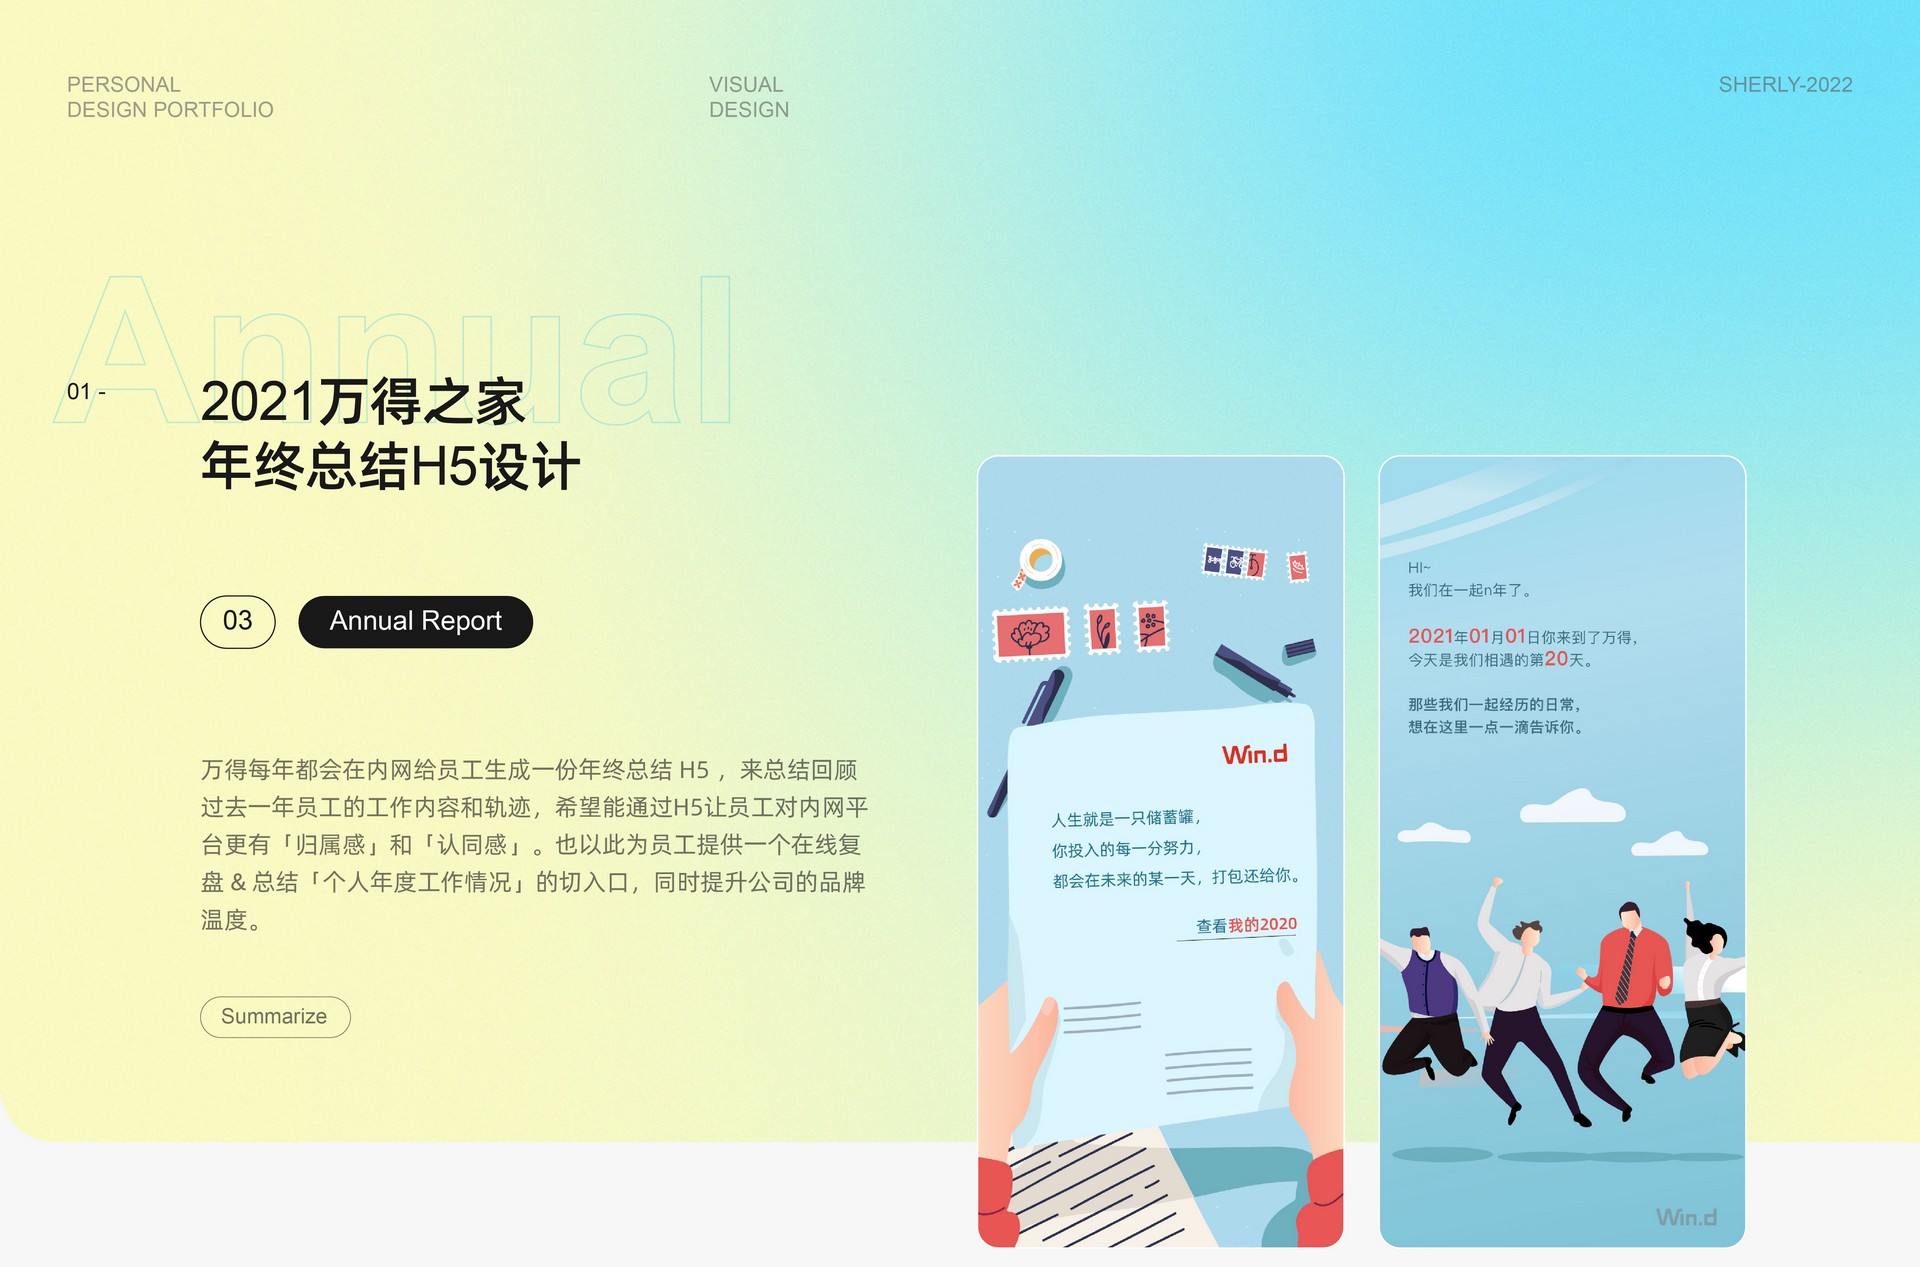 PERSONAL
DESIGN PORTFOLIO
VISUAL
DESIGN
SHERLY-2022
Annual
01 -
2021万得之家
年终总结H5设计
03
Annual Report
万得每年都会在内网给员工生成一份年终总结 H5 ，来总结回顾
过去一年员工的工作内容和轨迹，希望能通过H5让员工对内网平
台更有「归属感」和「认同感」。也以此为员工提供一个在线复
盘 & 总结「个人年度工作情况」的切入口，同时提升公司的品牌
温度。
Summarize
Win.d
人生就是一只储蓄罐，
你投入的每一分努力，
都会在未来的某一天，打包还给你。
查看我的2020
HI~
我们在一起n年了。
2021年01月01日你来到了万得，
今天是我们相遇的第20天。
那些我们一起经历的日常，
想在这里一点一滴告诉你。
Win.d